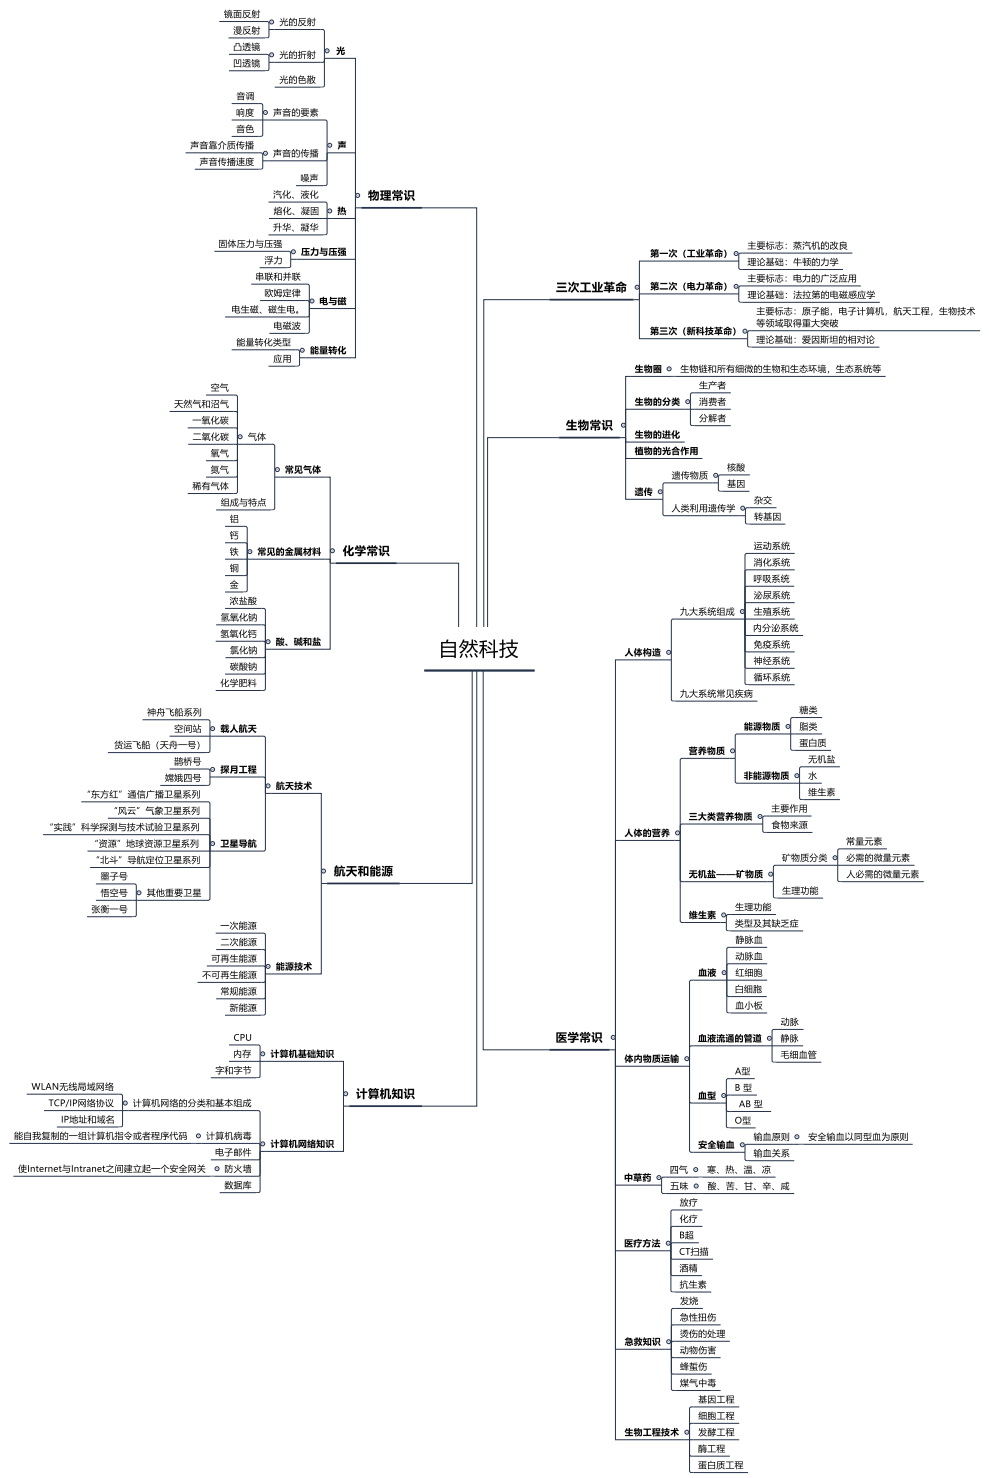 自然科技
物理常识
光
光的反射
镜面反射
漫反射
光的折射
凸透镜
凹透镜
光的色散
声
声音的要素
音调
响度
音色
声音的传播
声音靠介质传播
声音传播速度
噪声
热
汽化、液化
熔化、凝固
升华、凝华
压力与压强
固体压力与压强
浮力
电与磁
串联和并联
欧姆定律
电生磁、磁生电。
电磁波
能量转化
能量转化类型
应用
化学常识
常见气体
气体
空气
天然气和沼气
一氧化碳
二氧化碳
氧气
氮气
稀有气体
组成与特点
常见的金属材料
铝
钙
铁
铜
金
酸、碱和盐
浓盐酸
氢氧化钠
氢氧化钙
氯化钠
碳酸钠
化学肥料
航天和能源
航天技术
载人航天
神舟飞船系列
空间站
货运飞船（天舟一号）
探月工程
鹊桥号
嫦娥四号
卫星导航
“东方红”通信广播卫星系列
“风云”气象卫星系列
“实践”科学探测与技术试验卫星系列
“资源”地球资源卫星系列
“北斗”导航定位卫星系列
其他重要卫星
墨子号
悟空号
张衡一号
能源技术
一次能源
二次能源
可再生能源
不可再生能源
常规能源
新能源
计算机知识
计算机基础知识
CPU
内存
字和字节
计算机网络知识
计算机网络的分类和基本组成
WLAN无线局域网络
TCP/IP网络协议
IP地址和域名
计算机病毒
能自我复制的一组计算机指令或者程序代码
电子邮件
防火墙
使Internet与Intranet之间建立起一个安全网关
数据库
三次工业革命
第一次（工业革命）
主要标志：蒸汽机的改良
理论基础：牛顿的力学
第二次（电力革命）
主要标志：电力的广泛应用
理论基础：法拉第的电磁感应学
第三次（新科技革命）
主要标志：原子能，电子计算机，航天工程，生物技术
等领域取得重大突破
理论基础：爱因斯坦的相对论
生物常识
生物圈
生物链和所有细微的生物和生态环境，生态系统等
生物的分类
生产者
消费者
分解者
生物的进化
植物的光合作用
遗传
遗传物质
核酸
基因
人类利用遗传学
杂交
转基因
医学常识
人体构造
九大系统组成
运动系统
消化系统
呼吸系统
泌尿系统
生殖系统
内分泌系统
免疫系统
神经系统
循环系统
九大系统常见疾病
人体的营养
营养物质
能源物质
糖类
脂类
蛋白质
非能源物质
无机盐
水
维生素
三大类营养物质
主要作用
食物来源
无机盐——矿物质
矿物质分类
常量元素
必需的微量元素
人必需的微量元素
生理功能
维生素
生理功能
类型及其缺乏症
体内物质运输
血液
静脉血
动脉血
红细胞
白细胞
血小板
血液流通的管道
动脉
静脉
毛细血管
血型
A型
B 型
AB 型
O型
安全输血
输血原则
安全输血以同型血为原则
输血关系
中草药
四气
寒、热、温、凉
五味
酸、苦、甘、辛、咸
医疗方法
放疗
化疗
B超
CT扫描
酒精
抗生素
急救知识
发烧
急性扭伤
烫伤的处理
动物伤害
蜂蜇伤
煤气中毒
生物工程技术
基因工程
细胞工程
发酵工程
酶工程
蛋白质工程